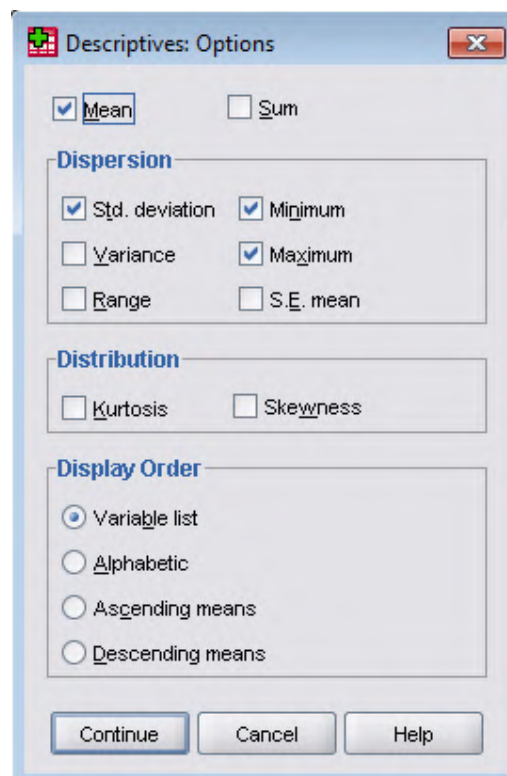 Descriptives: Options
Mean Sum
Dispersion
Std. deviation Minimum
Variance Maximum
Range S.E. mean
Distribution
Kurtosis Skewness
Display Order
Variable list
Alphabetic
Ascending means
Descending means
Continue Cancel Help